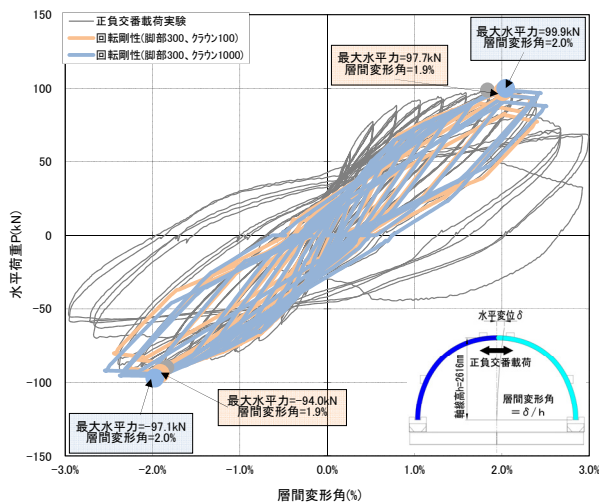 正負交番載荷実験
回転剛性(脚部300、クラウン100)
回転剛性(脚部300、クラウン1000)
最大水平力=97.7kN
層間変形角=1.9%
最大水平力=99.9kN
層間変形角=2.0%
150
100
50
0
-50
-100
-150
水平荷重P(kN)
水平変位δ
正負交番載荷
軸線高h=2616mm
層間変形角
=δ/h
最大水平力=-94.0kN
層間変形角=1.9%
最大水平力=-97.1kN
層間変形角=2.0%
-3.0%
-2.0%
-1.0%
0.0%
1.0%
2.0%
3.0%
層間変形角(%)